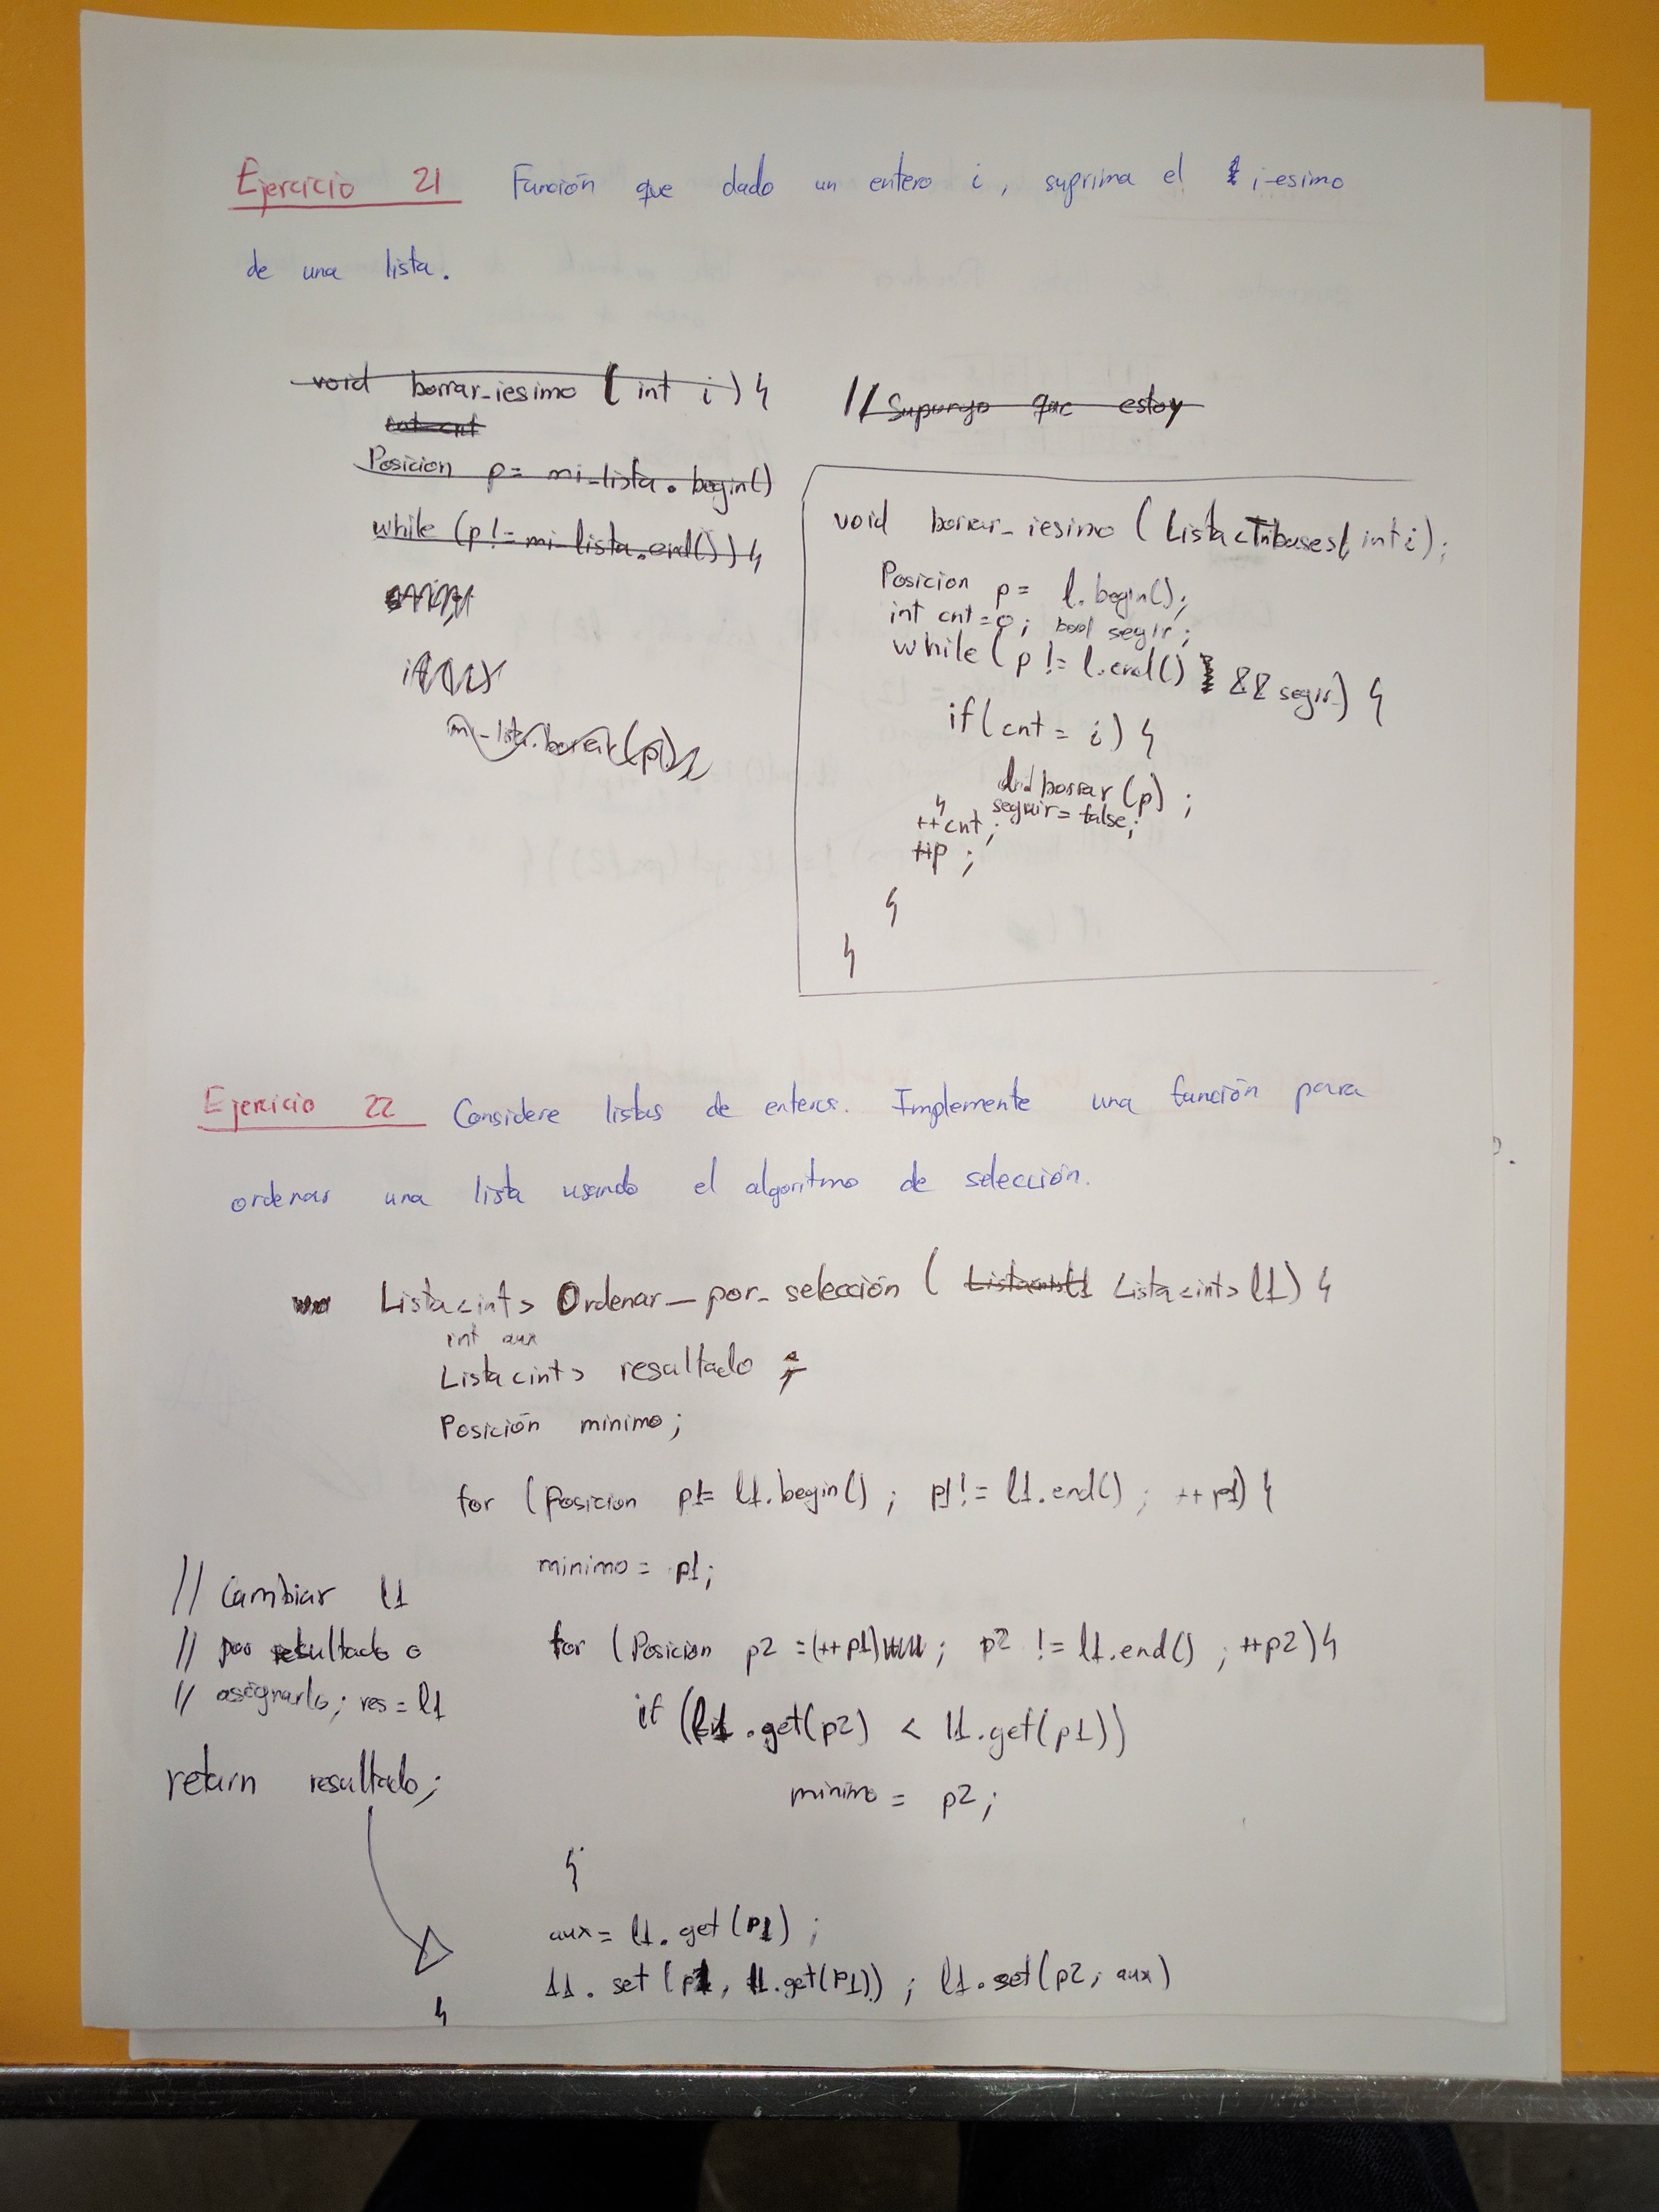 Ejercicio 21 Función que dado un entero i, suprima el i-esimo
de una lista.
void borrar_iesimo (int i) {
int cnt
Posicion p= mi_lista.begin()
while (p != mi_lista.end()) {
mi_lista.borrar(p);
// Supongo que estoy
void borrar_iesimo (Lista<Tbase> l, int i);
Posicion p= l.begin();
int cnt=0; bool segir;
while (p != l.end() && segir) {
if (cnt = i) {
borrar(p);
} seguir=false;
++cnt;
++p;
}
}
Ejercicio 22 Considere listas de enteros. Implemente una función para
ordenar una lista usando el algoritmo de selección.
Lista<int> Ordenar_por_selección ( Lista<int> l1 Lista<int> l1) {
int aux
Lista<int> resultado ;
Posición minimo;
for (Posicion p1= l1.begin(); p1 != l1.end(); ++p1) {
minimo = p1;
for (Posicion p2 =(++p1) ; p2 != l1.end() ; ++p2) {
if (l1.get(p2) < l1.get(p1))
minimo = p2;
}
aux= l1.get(p1);
l1.set(p1, l1.get(p1)); l1.set(p2, aux)
// Cambiar l1
// por resultado o
// asignarlo; res = l1
return resultado;
}